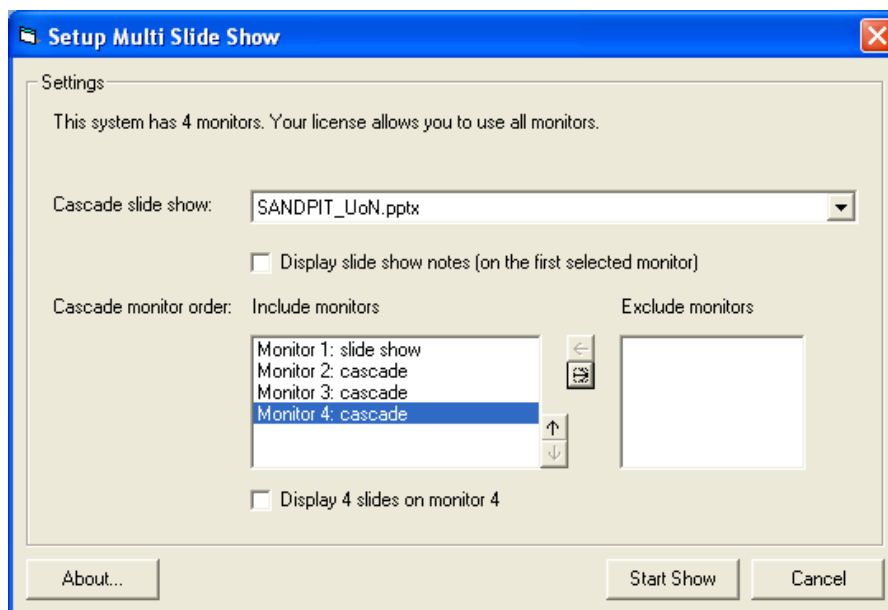 Setup Multi Slide Show
Settings
This system has 4 monitors. Your license allows you to use all monitors.
Cascade slide show:
SANDPIT_UoN.pptx
Display slide show notes (on the first selected monitor)
Cascade monitor order:
Include monitors
Exclude monitors
Monitor 1: slide show
Monitor 2: cascade
Monitor 3: cascade
Monitor 4: cascade
Display 4 slides on monitor 4
About...
Start Show
Cancel